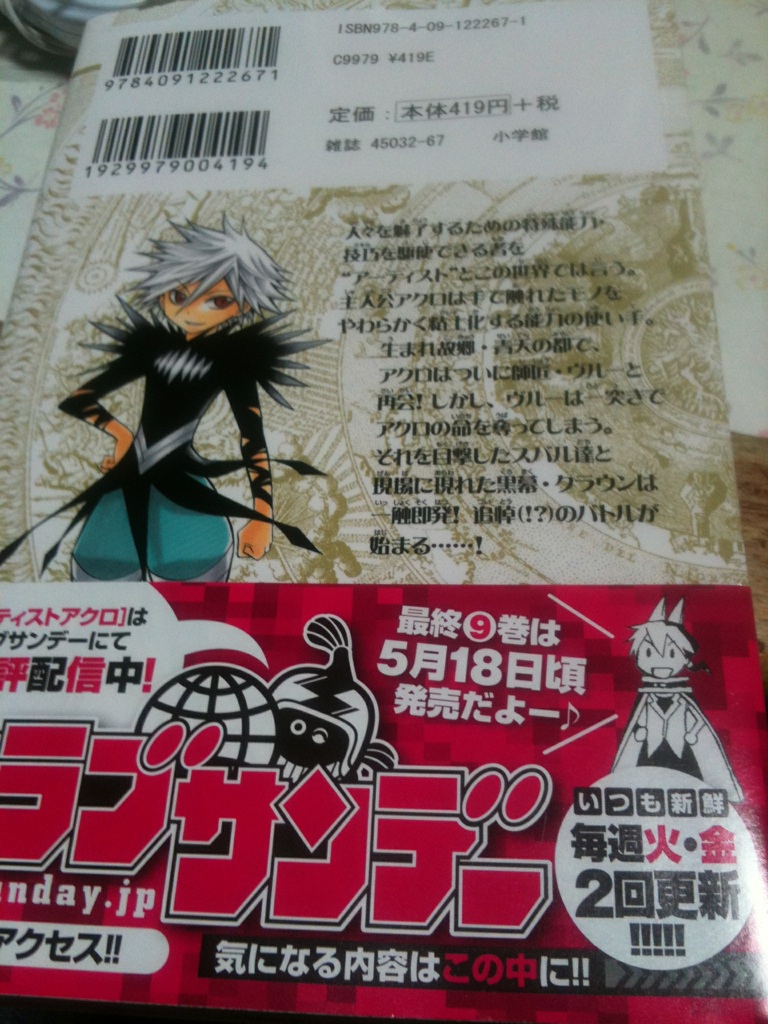 ISBN978-4-09-122267-1
C9979 ¥419E
9784091222671
定価：本体419円＋税
雑誌 45032-67 小学館
1929979004194
人々を魅了するための特殊能力・
技巧を駆使できる者を
“アーティスト”とこの世界では言う。
主人公アクロは手で触れたモノを
やわらかく粘土化する能力の使い手。
生まれ故郷・青天の都で、
アクロはついに師匠・ウルーと
再会！しかし、ウルーは一突きで
アクロの命を奪ってしまう。
それを目撃したスバル達と
現場に現れた黒幕・クラウンは
一触即発！ 追悼(!?)のバトルが
始まる……！
ティストアクロ］は
ブサンデーにて
評配信中！
最終⑨巻は
5月18日頃
発売だよー♪
ラブサンデー
unday.jp
アクセス!!
いつも新鮮
毎週火・金
2回更新
!!!!!
気になる内容はこの中に!!